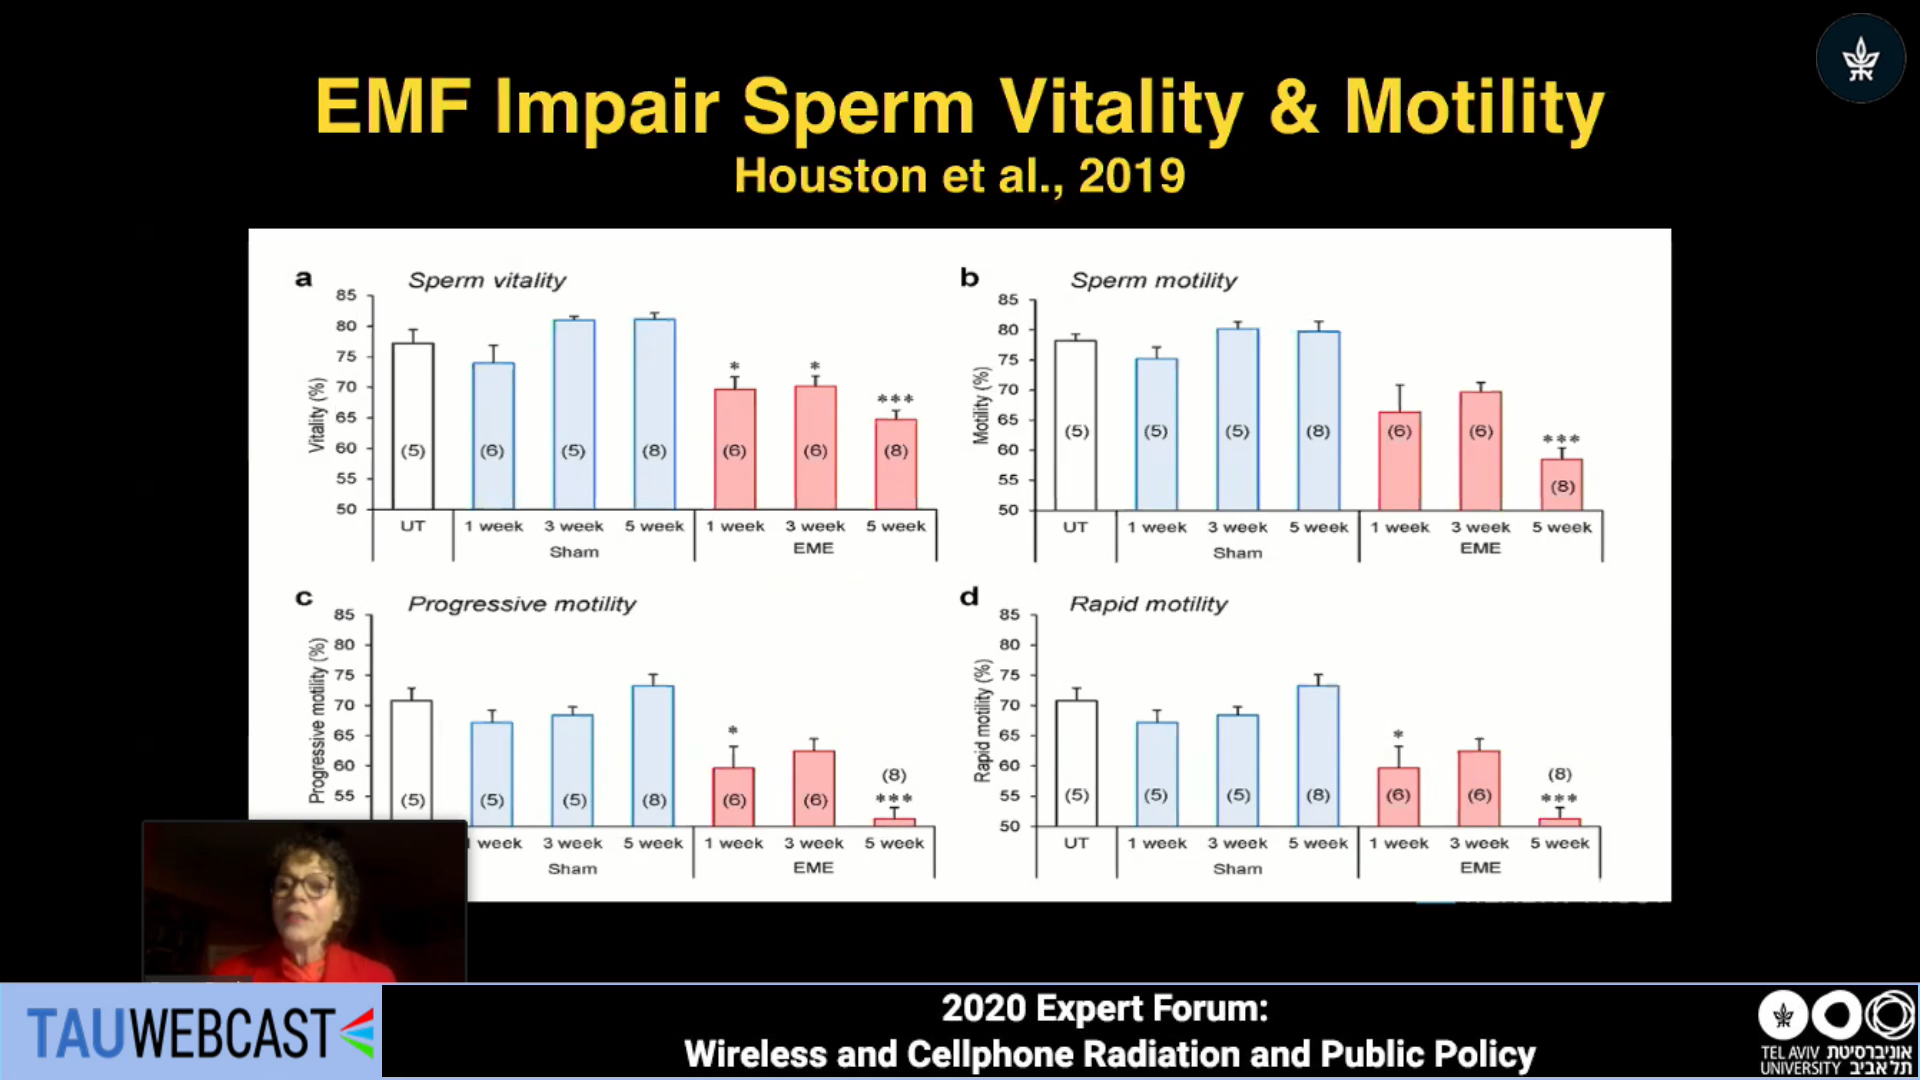 EMF Impair Sperm Vitality & Motility
Houston et al., 2019
a Sperm vitality
Vitality (%)
85
80
75
70
65
60
55
50
* * ***
(5) (6) (5) (8) (6) (6) (8)
UT 1 week 3 week 5 week 1 week 3 week 5 week
Sham EME
b Sperm motility
Motility (%)
85
80
75
70
65
60
55
50
***
(5) (5) (5) (8) (6) (6) (8)
UT 1 week 3 week 5 week 1 week 3 week 5 week
Sham EME
c Progressive motility
Progressive motility (%)
85
80
75
70
65
60
55
* (8) ***
(5) (5) (5) (8) (6) (6)
week 3 week 5 week 1 week 3 week 5 week
Sham EME
d Rapid motility
Rapid motility (%)
85
80
75
70
65
60
55
50
* (8) ***
(5) (5) (5) (8) (6) (6)
UT 1 week 3 week 5 week 1 week 3 week 5 week
Sham EME
TAUWEBCAST
2020 Expert Forum:
Wireless and Cellphone Radiation and Public Policy
TEL AVIV אוניברסיטת
UNIVERSITY תל אביב